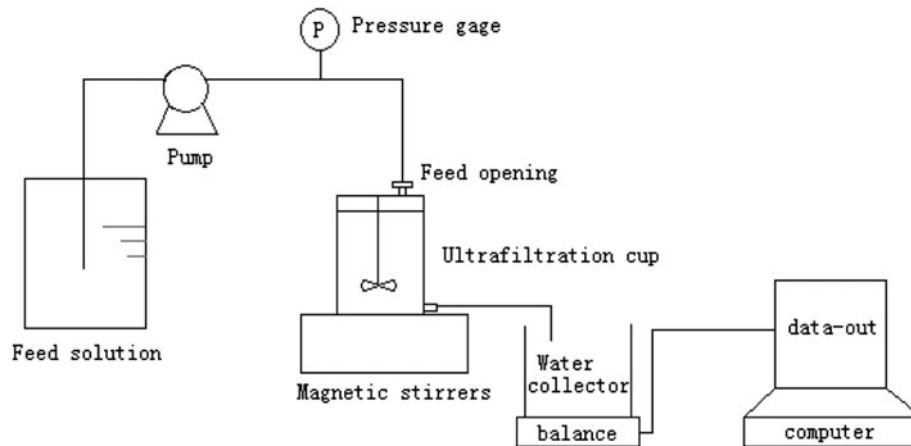 P
Pressure gage
Pump
Feed opening
Ultrafiltration cup
Feed solution
Magnetic stirrers
Water
collector
balance
data-out
computer